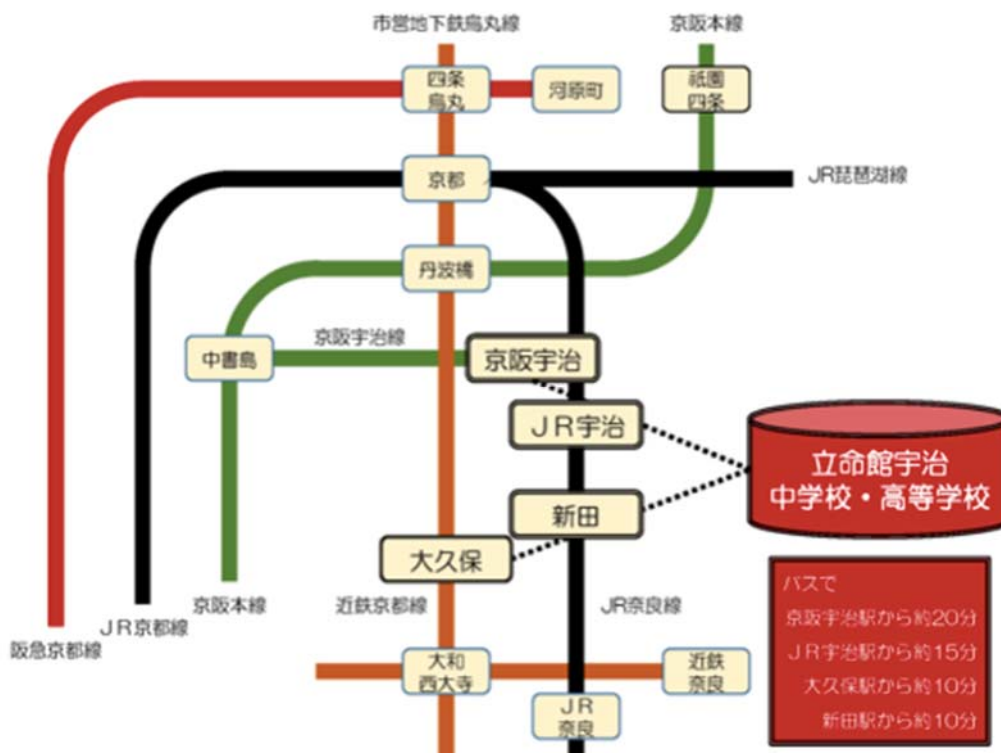 市営地下鉄烏丸線
京阪本線
四条
烏丸
河原町
祇園
四条
京都
JR琵琶湖線
丹波橋
京阪宇治線
中書島
京阪宇治
ＪＲ宇治
立命館宇治
中学校・高等学校
新田
大久保
バスで
京阪宇治駅から約20分
ＪＲ宇治駅から約15分
大久保駅から約10分
新田駅から約10分
阪急京都線
ＪＲ京都線
京阪本線
近鉄京都線
JR奈良線
大和
西大寺
近鉄
奈良
ＪＲ
奈良